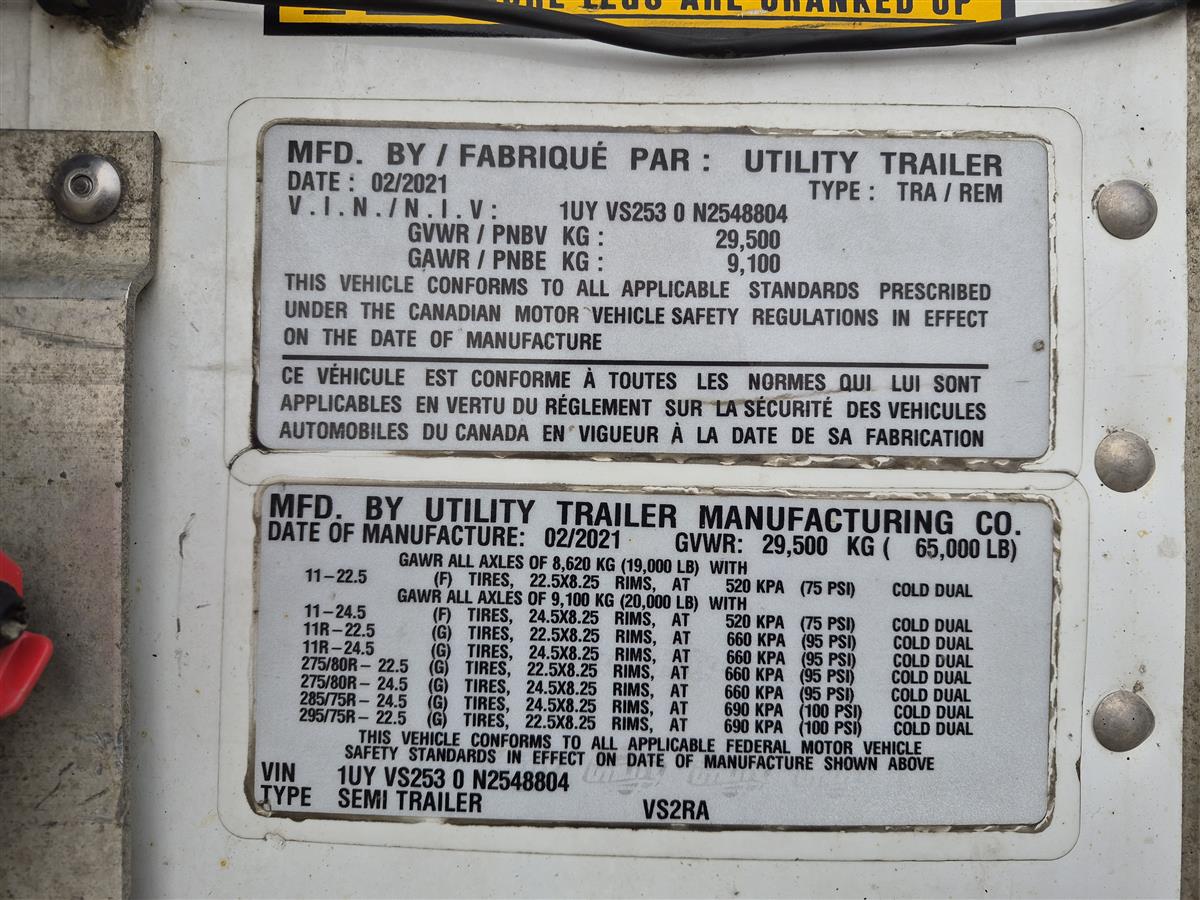 LEGS ARE CRANKED UP
MFD. BY / FABRIQUÉ PAR : UTILITY TRAILER
DATE : 02/2021 TYPE : TRA / REM
V.I.N./N.I.V: 1UY VS253 0 N2548804
GVWR / PNBV KG : 29,500
GAWR / PNBE KG : 9,100
THIS VEHICLE CONFORMS TO ALL APPLICABLE STANDARDS PRESCRIBED
UNDER THE CANADIAN MOTOR VEHICLE SAFETY REGULATIONS IN EFFECT
ON THE DATE OF MANUFACTURE
CE VÉHICULE EST CONFORME À TOUTES LES NORMES QUI LUI SONT
APPLICABLES EN VERTU DU RÉGLEMENT SUR LA SÉCURITÉ DES VEHICULES
AUTOMOBILES DU CANADA EN VIGUEUR À LA DATE DE SA FABRICATION
MFD. BY UTILITY TRAILER MANUFACTURING CO.
DATE OF MANUFACTURE: 02/2021 GVWR: 29,500 KG ( 65,000 LB)
GAWR ALL AXLES OF 8,620 KG (19,000 LB) WITH
11-22.5 (F) TIRES, 22.5X8.25 RIMS, AT 520 KPA (75 PSI) COLD DUAL
GAWR ALL AXLES OF 9,100 KG (20,000 LB) WITH
11-24.5 (F) TIRES, 24.5X8.25 RIMS, AT 520 KPA (75 PSI) COLD DUAL
11R-22.5 (G) TIRES, 22.5X8.25 RIMS, AT 660 KPA (95 PSI) COLD DUAL
11R-24.5 (G) TIRES, 24.5X8.25 RIMS, AT 660 KPA (95 PSI) COLD DUAL
275/80R- 22.5 (G) TIRES, 22.5X8.25 RIMS, AT 660 KPA (95 PSI) COLD DUAL
275/80R- 24.5 (G) TIRES, 24.5X8.25 RIMS, AT 660 KPA (95 PSI) COLD DUAL
285/75R- 24.5 (G) TIRES, 24.5X8.25 RIMS, AT 690 KPA (100 PSI) COLD DUAL
295/75R- 22.5 (G) TIRES, 22.5X8.25 RIMS, AT 690 KPA (100 PSI) COLD DUAL
THIS VEHICLE CONFORMS TO ALL APPLICABLE FEDERAL MOTOR VEHICLE
SAFETY STANDARDS IN EFFECT ON DATE OF MANUFACTURE SHOWN ABOVE
VIN 1UY VS253 0 N2548804
TYPE SEMI TRAILER VS2RA